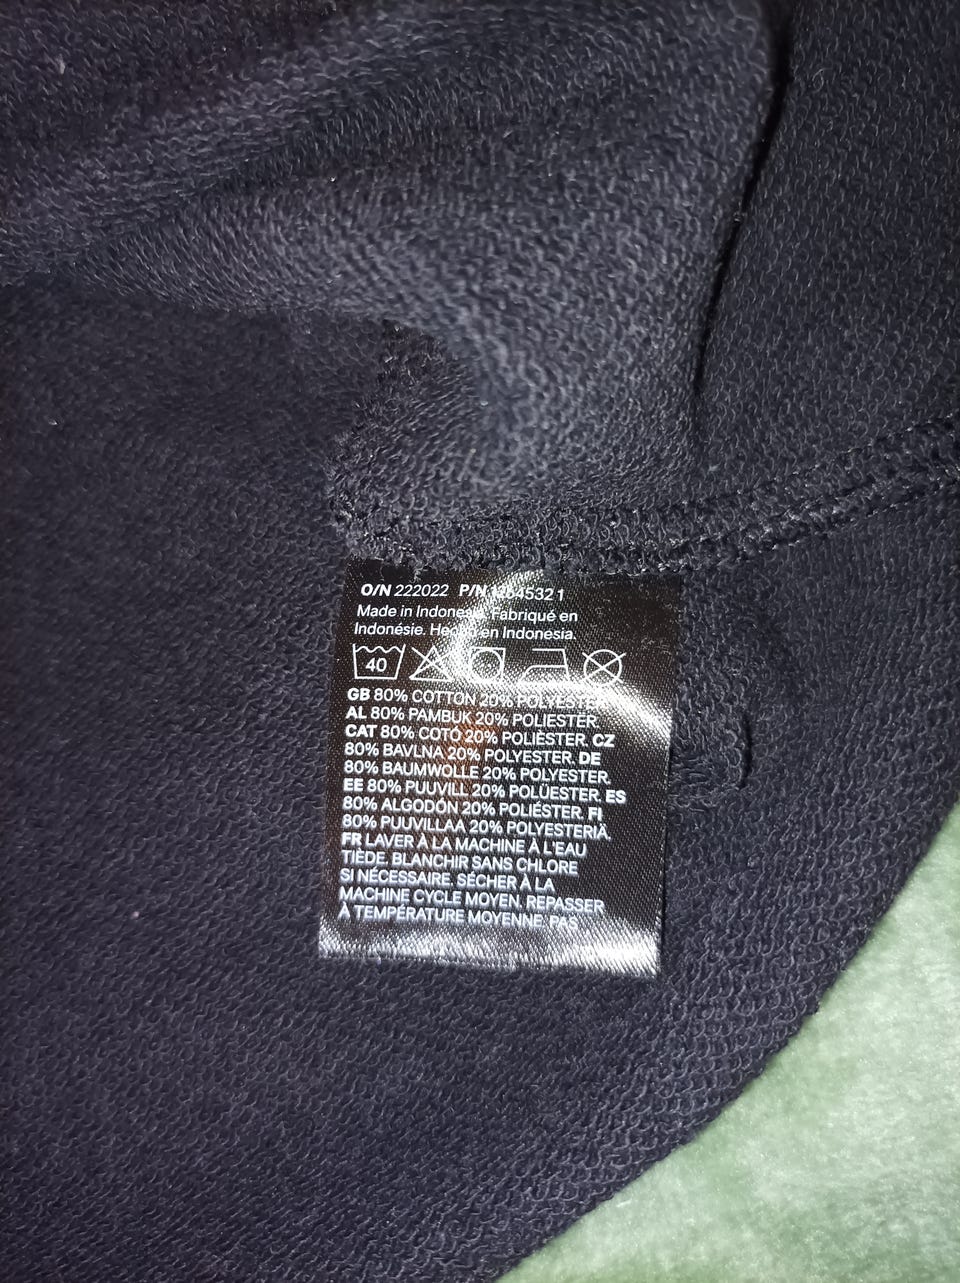 O/N 222022 P/N
Made in Indonesia. Fabriqué en
Indonésie. Hecho en Indonesia.
40
GB 80% COTTON 20% POLYESTER
AL 80% PAMBUK 20% POLIESTER.
CAT 80% COTÓ 20% POLIÈSTER. CZ
80% BAVLNA 20% POLYESTER. DE
80% BAUMWOLLE 20% POLYESTER.
EE 80% PUUVILL 20% POLÜESTER. ES
80% ALGODÓN 20% POLIÉSTER. FI
80% PUUVILLAA 20% POLYESTERIÄ.
FR LAVER À LA MACHINE À L'EAU
TIÈDE. BLANCHIR SANS CHLORE
SI NÉCESSAIRE. SÉCHER À LA
MACHINE CYCLE MOYEN. REPASSER
À TEMPÉRATURE MOYENNE. PAS